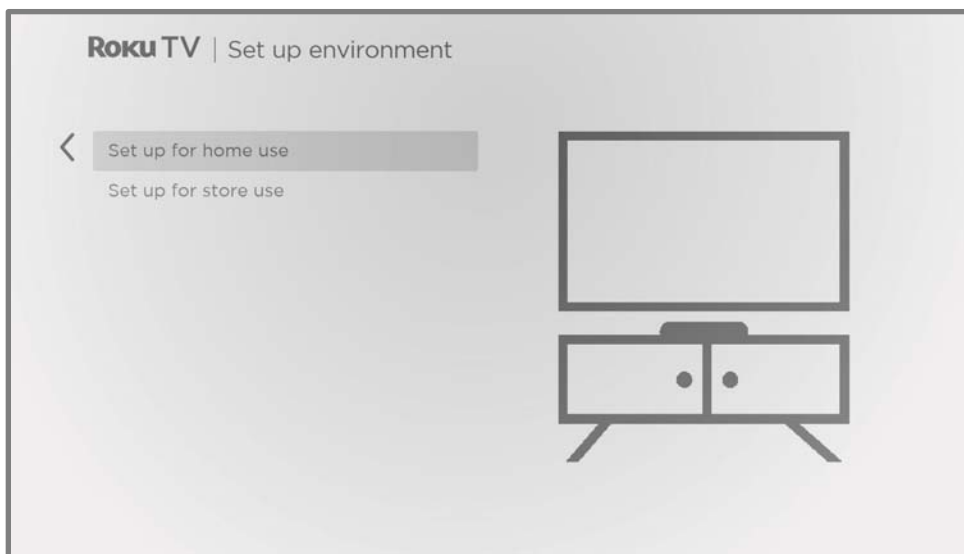 Roku TV | Set up environment
Set up for home use
Set up for store use